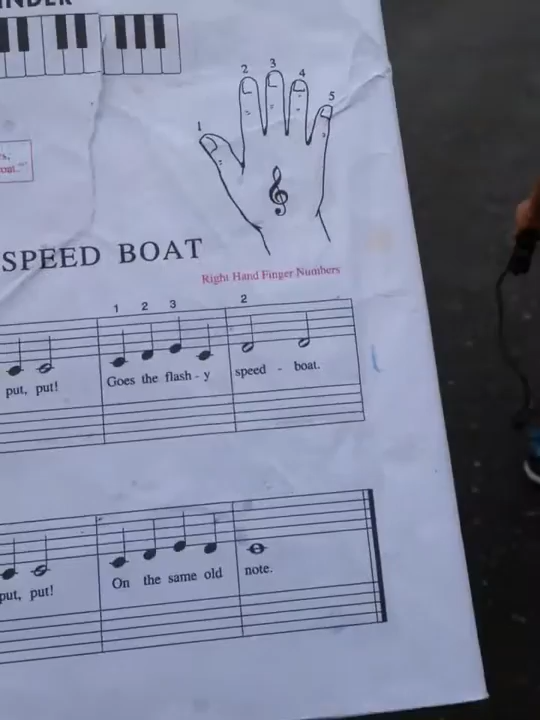 2 3 4
1 5
SPEED BOAT
Right Hand Finger Numbers
1 2 3 2
put, put! Goes the flash - y speed - boat.
put, put! On the same old note.